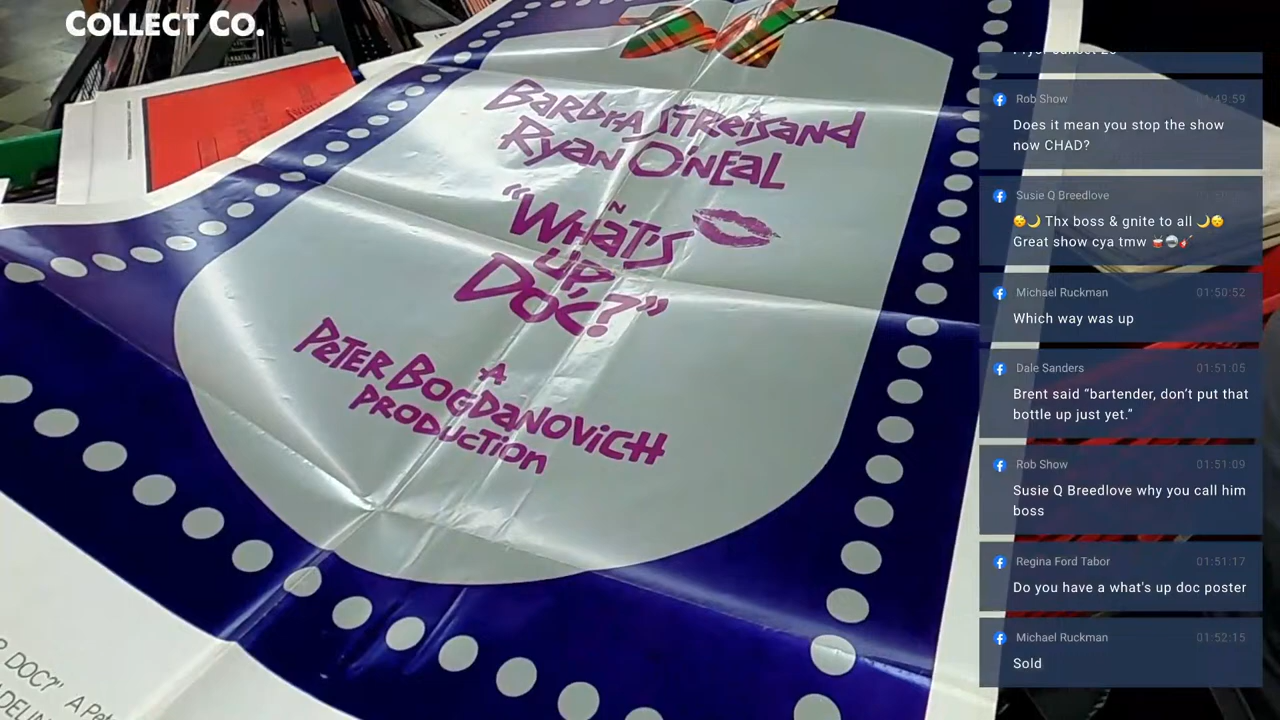 COLLECT CO.
BARBRA STREISAND
RYAN O'NEAL
IN
"WHAT'S
UP,
DOC?"
A
PETER BOGDANOVICH
PRODUCTION
DOC?" A Pet
Rob Show 01:49:59
Does it mean you stop the show
now CHAD?
Susie Q Breedlove
😴🌙 Thx boss & gnite to all 🌙😴
Great show cya tmw
Michael Ruckman 01:50:52
Which way was up
Dale Sanders 01:51:05
Brent said “bartender, don’t put that
bottle up just yet.”
Rob Show 01:51:09
Susie Q Breedlove why you call him
boss
Regina Ford Tabor 01:51:17
Do you have a what's up doc poster
Michael Ruckman 01:52:15
Sold